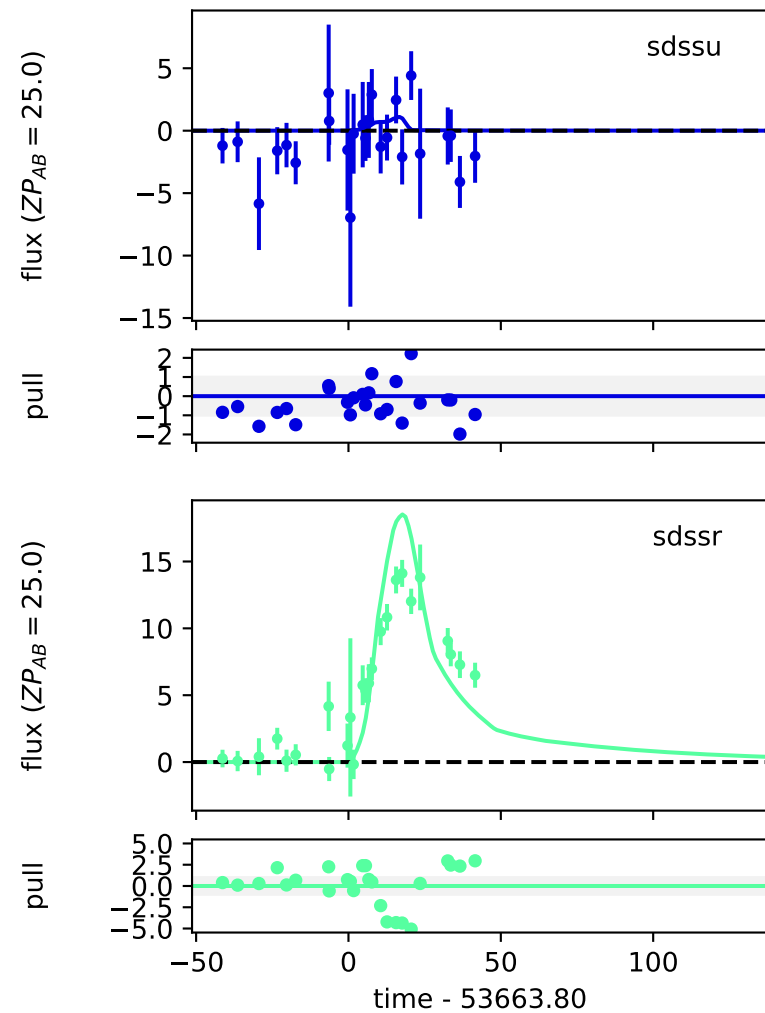 sdssu
flux (ZP_AB = 25.0)
5
0
−5
−10
−15
pull
2
1
0
−1
−2
sdssr
flux (ZP_AB = 25.0)
15
10
5
0
pull
5.0
2.5
0.0
−2.5
−5.0
−50 0 50 100
time - 53663.80